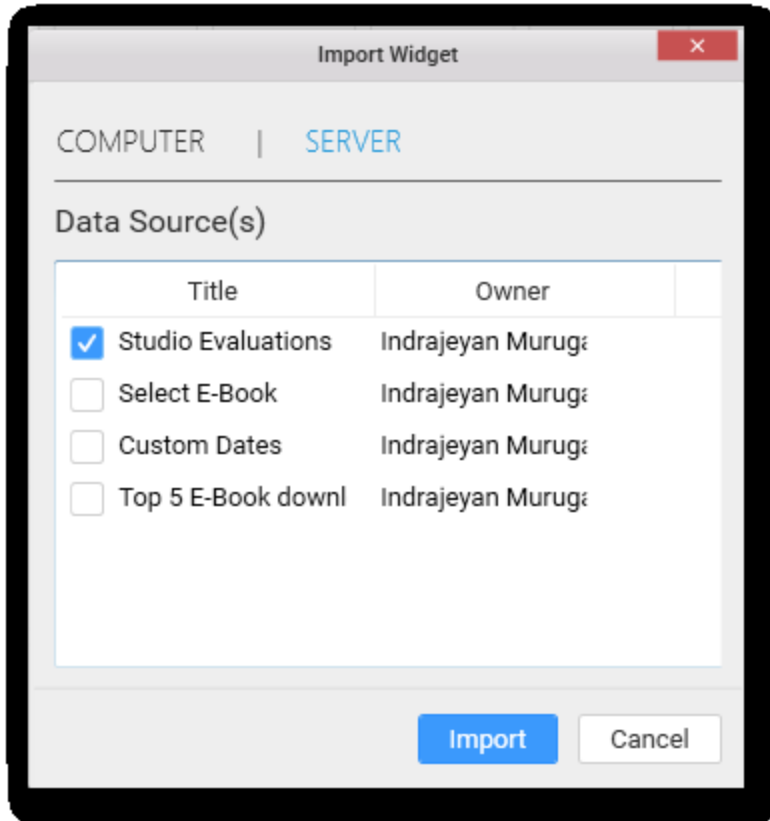 Import Widget
COMPUTER | SERVER
Data Source(s)
Title Owner
Studio Evaluations Indrajeyan Muruga
Select E-Book Indrajeyan Muruga
Custom Dates Indrajeyan Muruga
Top 5 E-Book downl Indrajeyan Muruga
Import Cancel